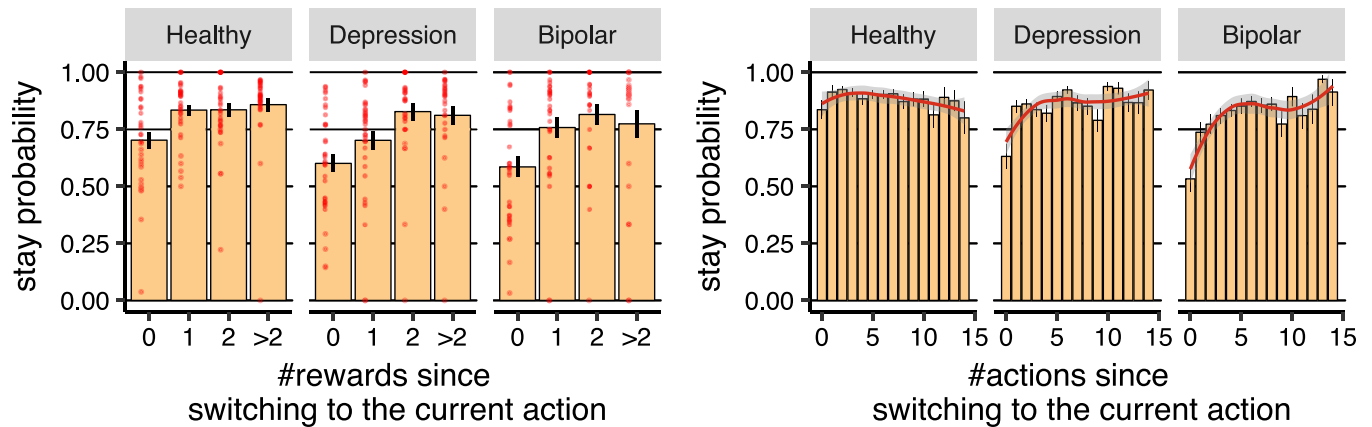 Healthy Depression Bipolar
1.00
0.75
0.50
0.25
0.00
stay probability
0 1 2 >2 0 1 2 >2 0 1 2 >2
#rewards since
switching to the current action
Healthy Depression Bipolar
1.00
0.75
0.50
0.25
0.00
stay probability
0 5 10 15 0 5 10 15 0 5 10 15
#actions since
switching to the current action